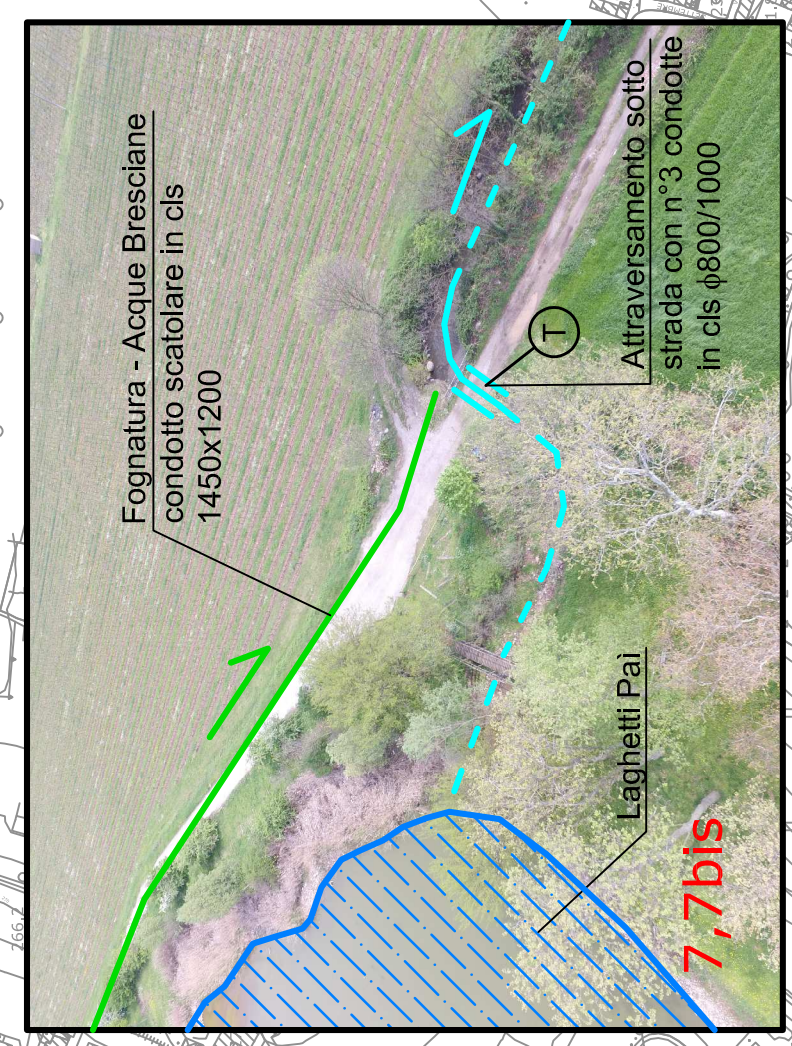 Fognatura - Acque Bresciane
condotto scatolare in cls
1450x1200
Attraversamento sotto
strada con n°3 condotte
in cls ϕ800/1000
T
Laghetti Paì
7,7bis